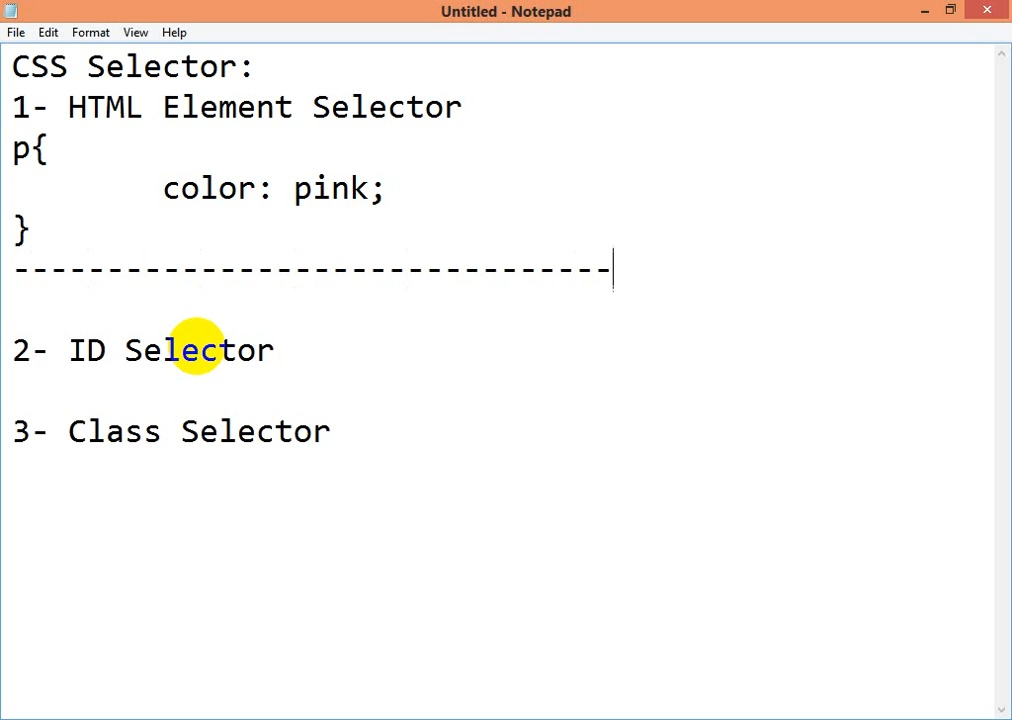 Untitled - Notepad
File Edit Format View Help
CSS Selector:
1- HTML Element Selector
p{
color: pink;
}
--------------------------------
2- ID Selector
3- Class Selector